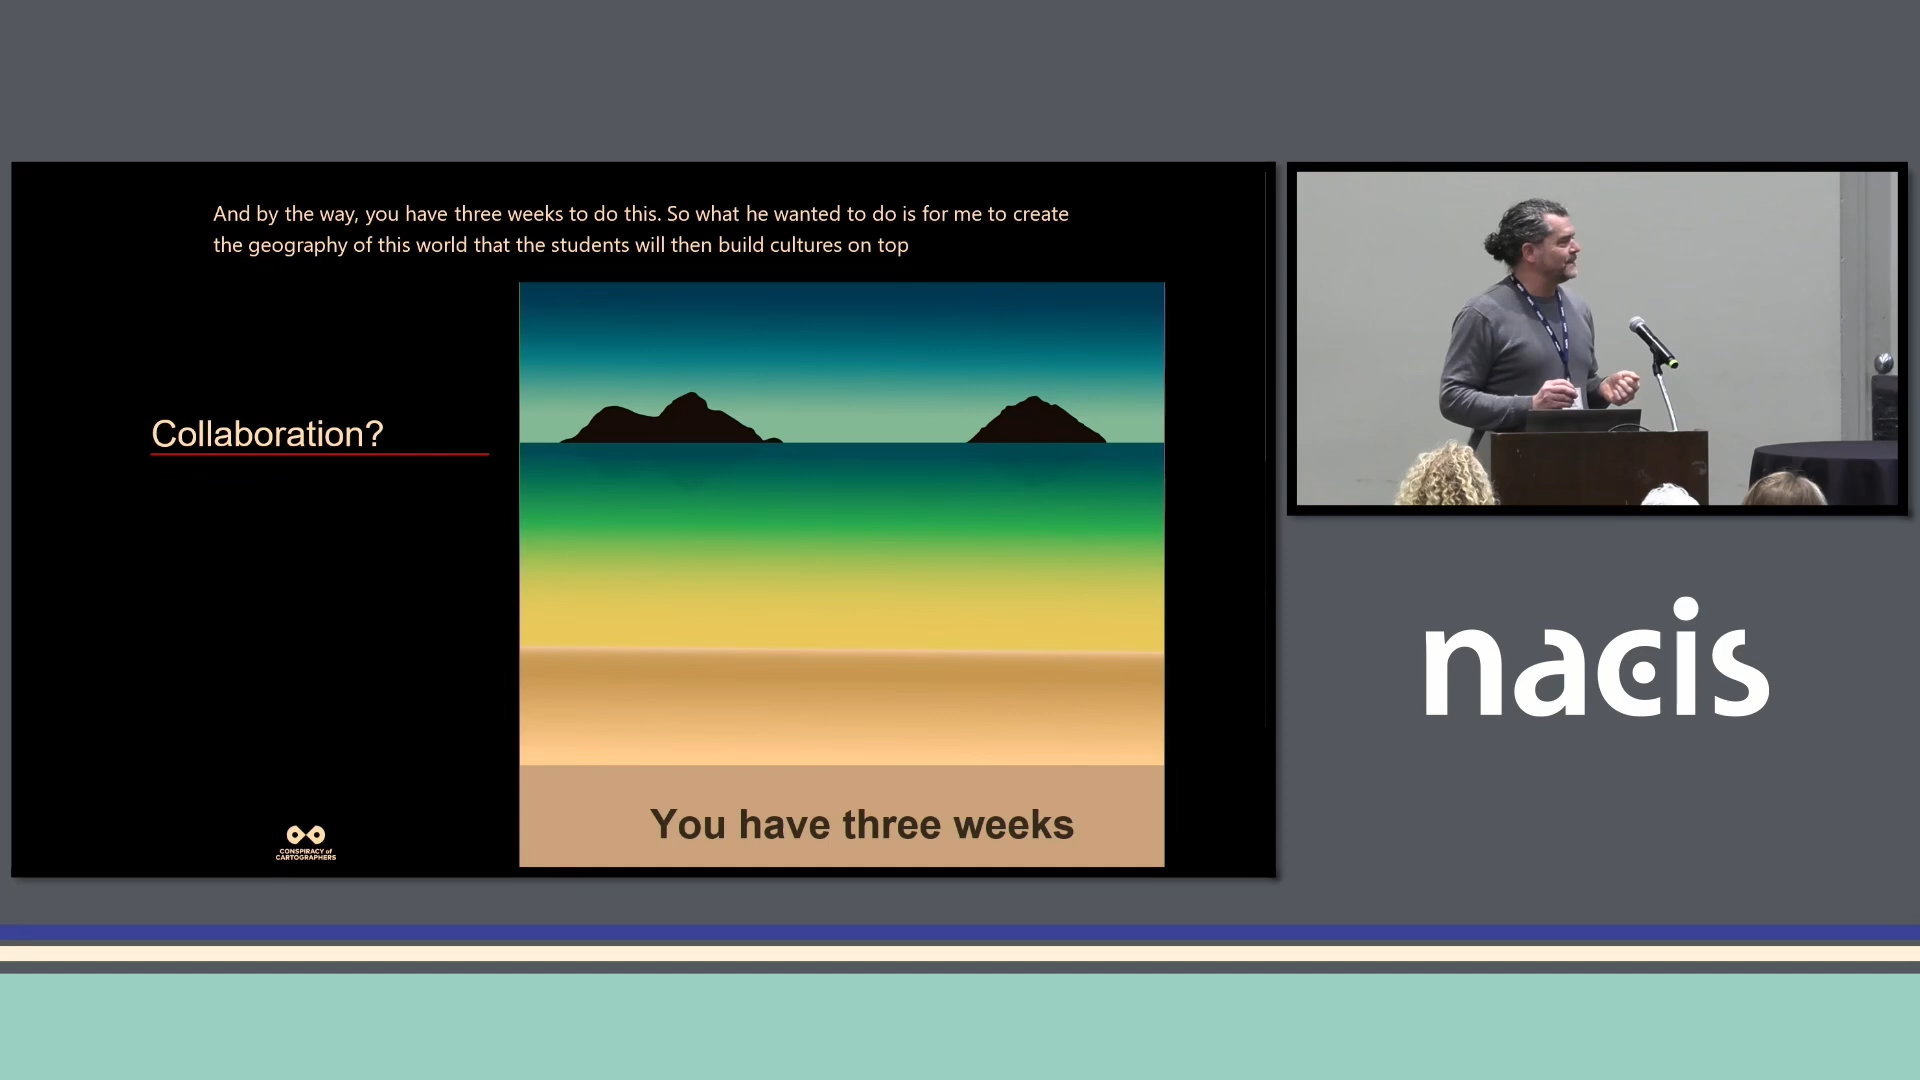 And by the way, you have three weeks to do this. So what he wanted to do is for me to create
the geography of this world that the students will then build cultures on top
Collaboration?
You have three weeks
CONSPIRACY of
CARTOGRAPHERS
nacis